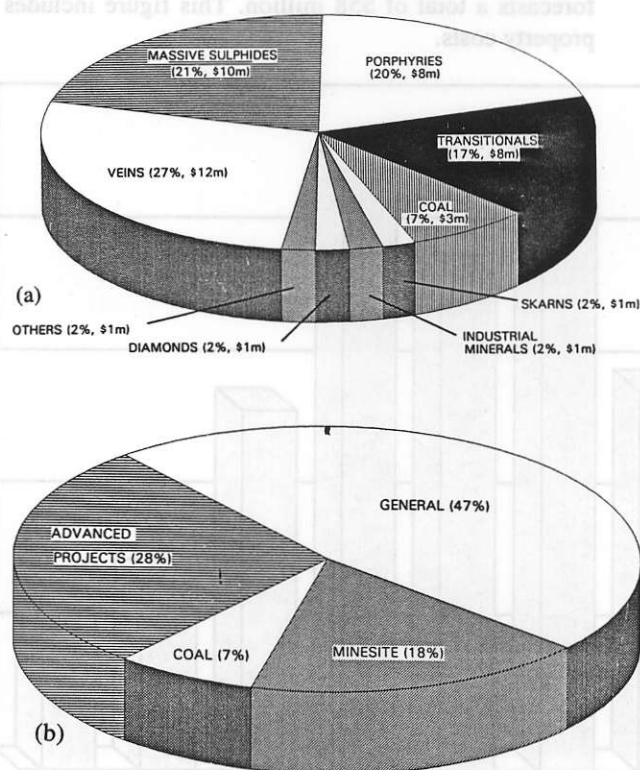 forecasts a total of $58 million. This figure includes
property costs.
MASSIVE SULPHIDES
(21%, $10m)
PORPHYRIES
(20%, $8m)
TRANSITIONALS
(17%, $8m)
VEINS (27%, $12m)
COAL
(7%, $3m)
(a)
SKARNS (2%, $1m)
OTHERS (2%, $1m)
INDUSTRIAL
MINERALS (2%, $1m)
DIAMONDS (2%, $1m)
GENERAL (47%)
ADVANCED
PROJECTS (28%)
COAL (7%)
MINESITE (18%)
(b)